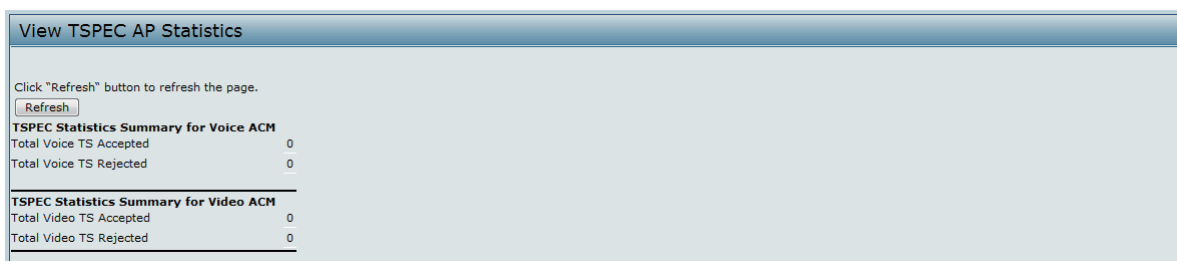 View TSPEC AP Statistics
Click "Refresh" button to refresh the page.
Refresh
TSPEC Statistics Summary for Voice ACM
Total Voice TS Accepted 0
Total Voice TS Rejected 0
TSPEC Statistics Summary for Video ACM
Total Video TS Accepted 0
Total Video TS Rejected 0